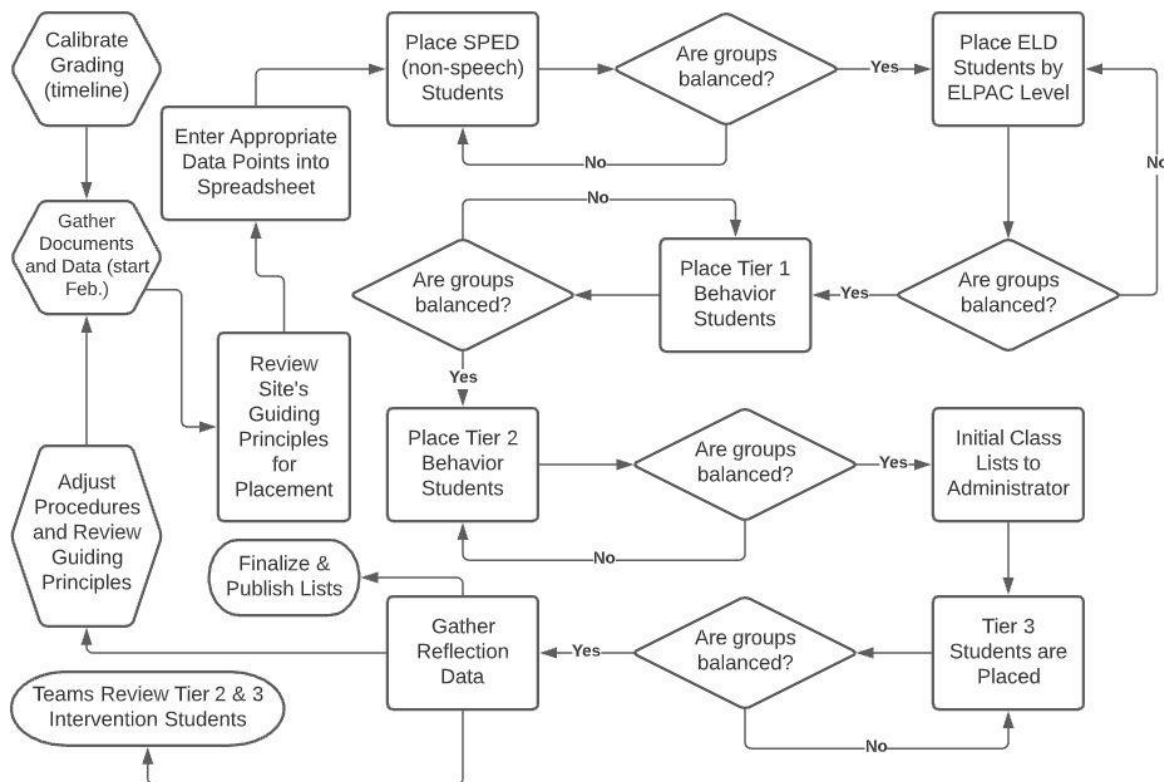 Calibrate
Grading
(timeline)
Place SPED
(non-speech)
Students
Are groups
balanced?
Yes
Place ELD
Students by
ELPAC Level
No
No
Enter Appropriate
Data Points into
Spreadsheet
Gather
Documents
and Data (start
Feb.)
No
Are groups
balanced?
Place Tier 1
Behavior
Students
Yes
Are groups
balanced?
Yes
Review
Site's
Guiding
Principles
for
Placement
Place Tier 2
Behavior
Students
Are groups
balanced?
Yes
Initial Class
Lists to
Administrator
No
Adjust
Procedures
and Review
Guiding
Principles
Finalize &
Publish Lists
Gather
Reflection
Data
Yes
Are groups
balanced?
Tier 3
Students are
Placed
No
Teams Review Tier 2 & 3
Intervention Students